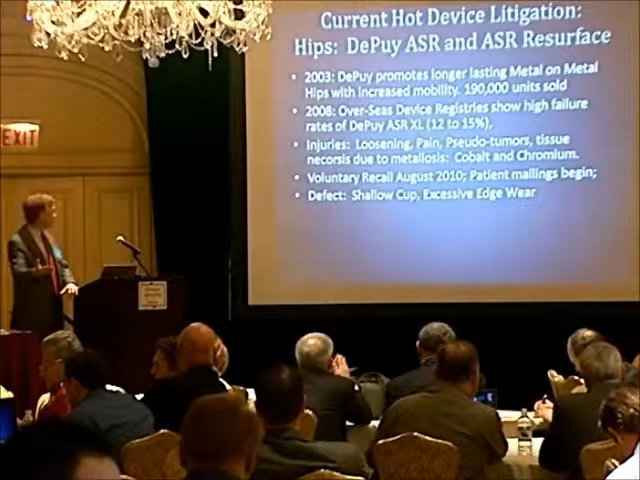 Current Hot Device Litigation:
Hips: DePuy ASR and ASR Resurface
• 2003: DePuy promotes longer lasting Metal on Metal
Hips with increased mobility. 190,000 units sold
• 2008: Over-Seas Device Registries show high failure
rates of DePuy ASR XL (12 to 15%),
• Injuries: Loosening, Pain, Pseudo-tumors, tissue
necorsis due to metallosis: Cobalt and Chromium.
• Voluntary Recall August 2010; Patient mailings begin;
• Defect: Shallow Cup, Excessive Edge Wear
EXIT